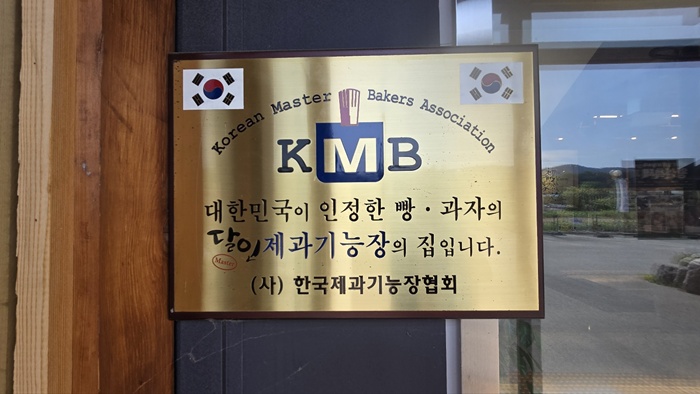 Korean Master Bakers Association
KMB
대한민국이 인정한 빵·과자의
달인 제과기능장의 집입니다.
Master
(사) 한국제과기능장협회